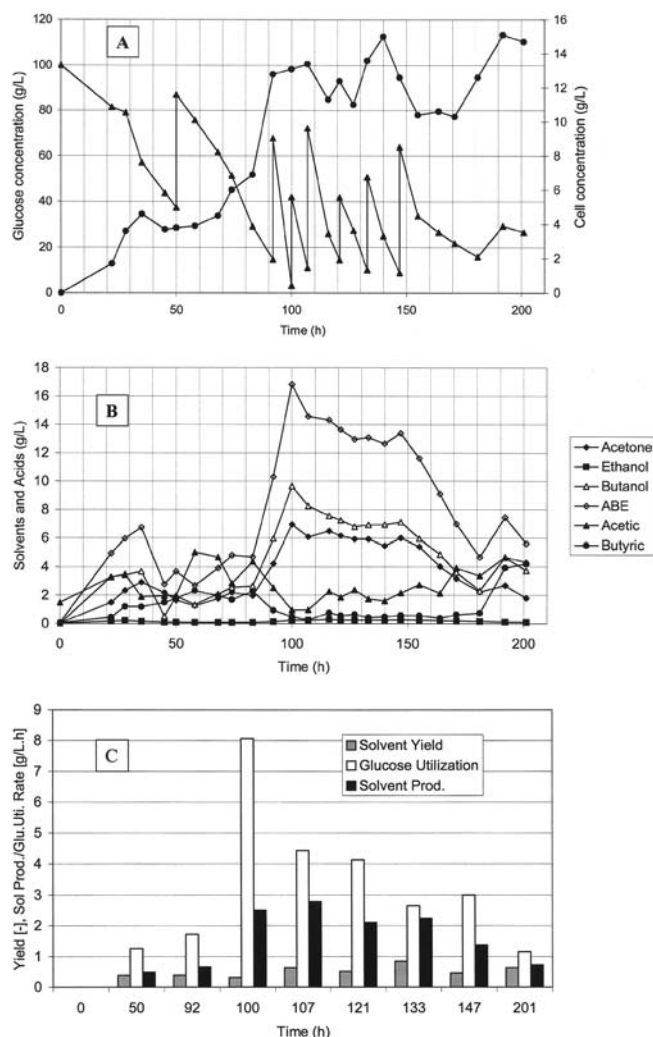 A
Glucose concentration (g/L)
120
100
80
60
40
20
0
Cell concentration (g/L)
16
14
12
10
8
6
4
2
0
0 50 100 150 200
Time (h)
B
Solvents and Acids (g/L)
18
16
14
12
10
8
6
4
2
0
0 50 100 150 200
Time (h)
Acetone
Ethanol
Butanol
ABE
Acetic
Butyric
C
Yield [-], Sol Prod./Glu.Uti. Rate [g/L.h]
9
8
7
6
5
4
3
2
1
0
Solvent Yield
Glucose Utilization
Solvent Prod.
0 50 92 100 107 121 133 147 201
Time (h)